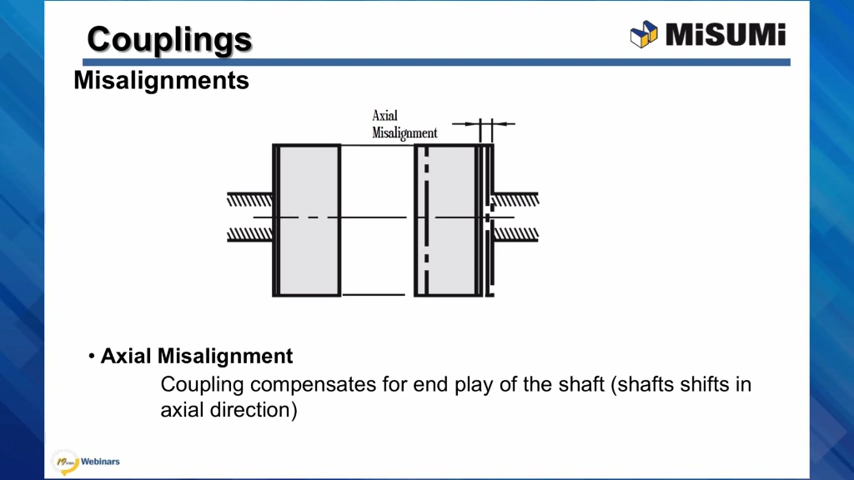 Couplings
MiSUMi
Misalignments
Axial
Misalignment
• Axial Misalignment
Coupling compensates for end play of the shaft (shafts shifts in
axial direction)
Webinars